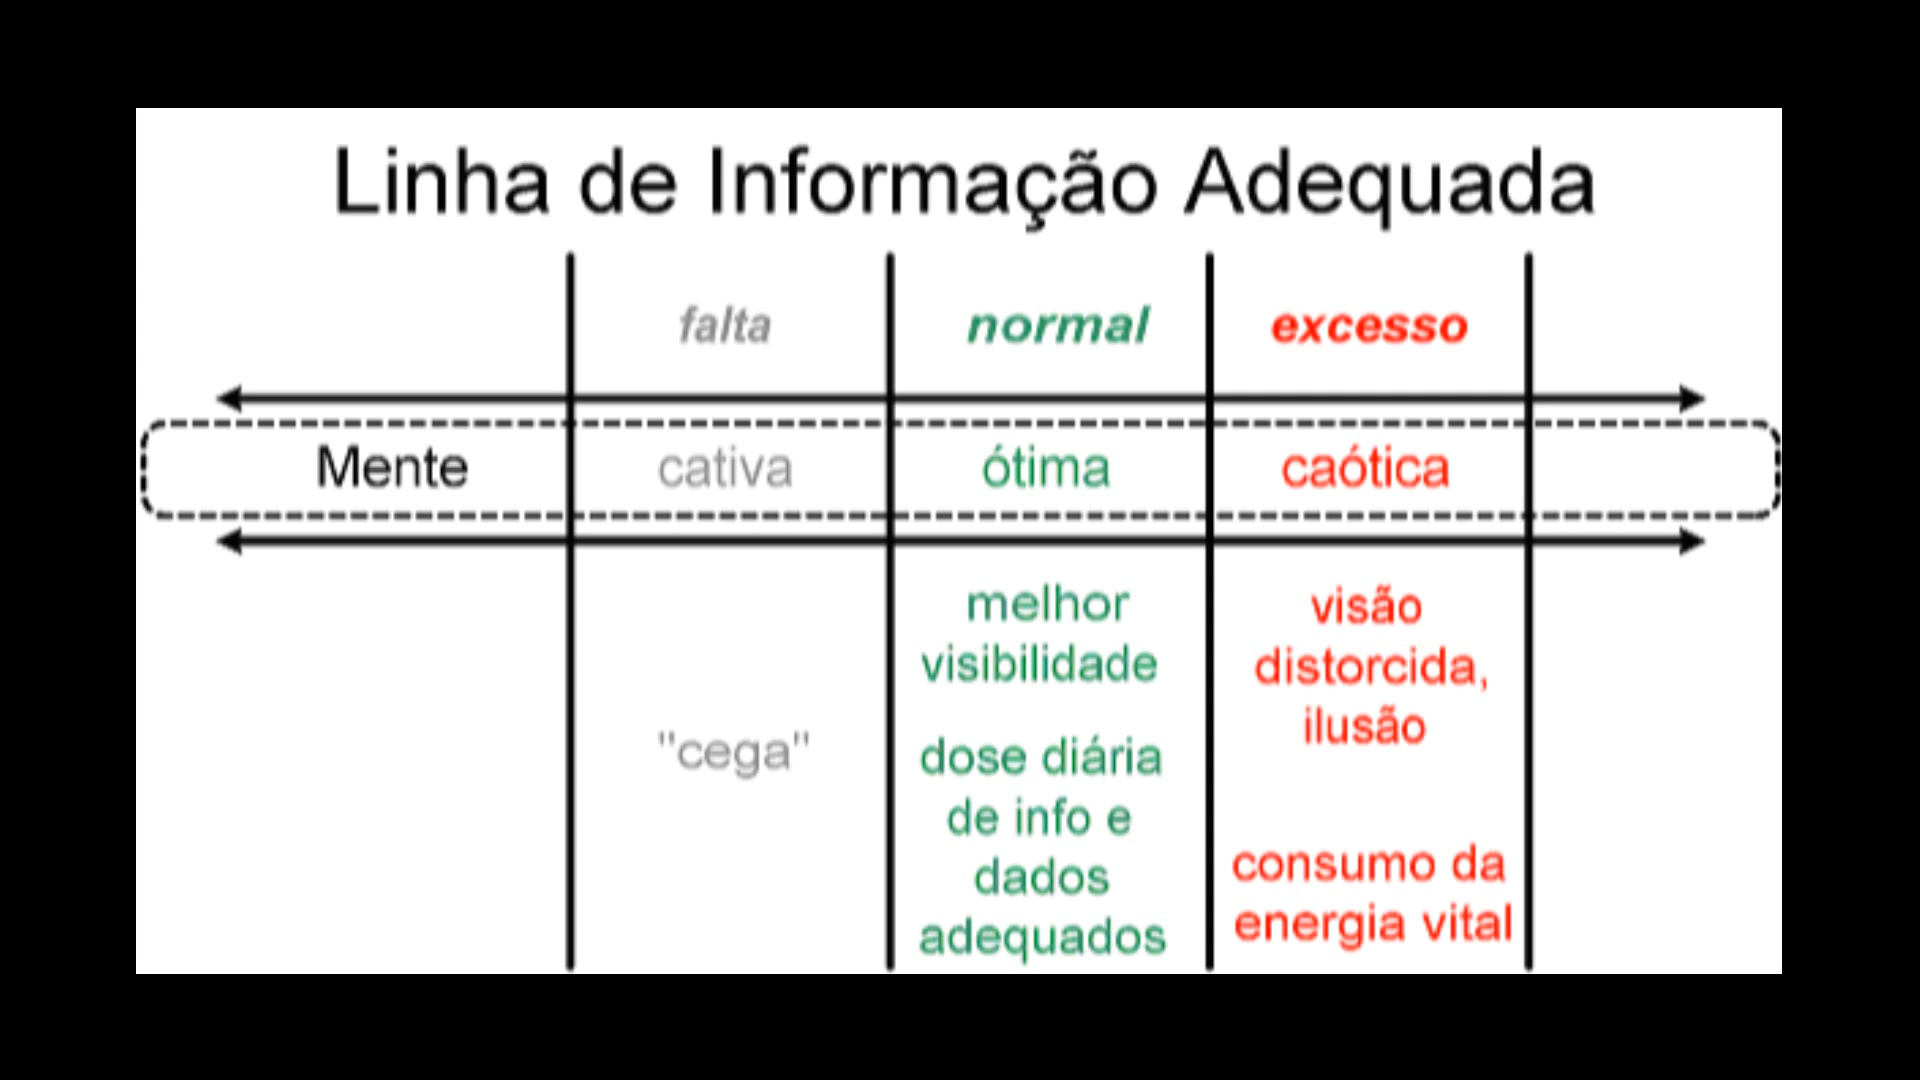 Linha de Informação Adequada
falta normal excesso
Mente cativa ótima caótica
"cega"
melhor
visibilidade
dose diária
de info e
dados
adequados
visão
distorcida,
ilusão
consumo da
energia vital